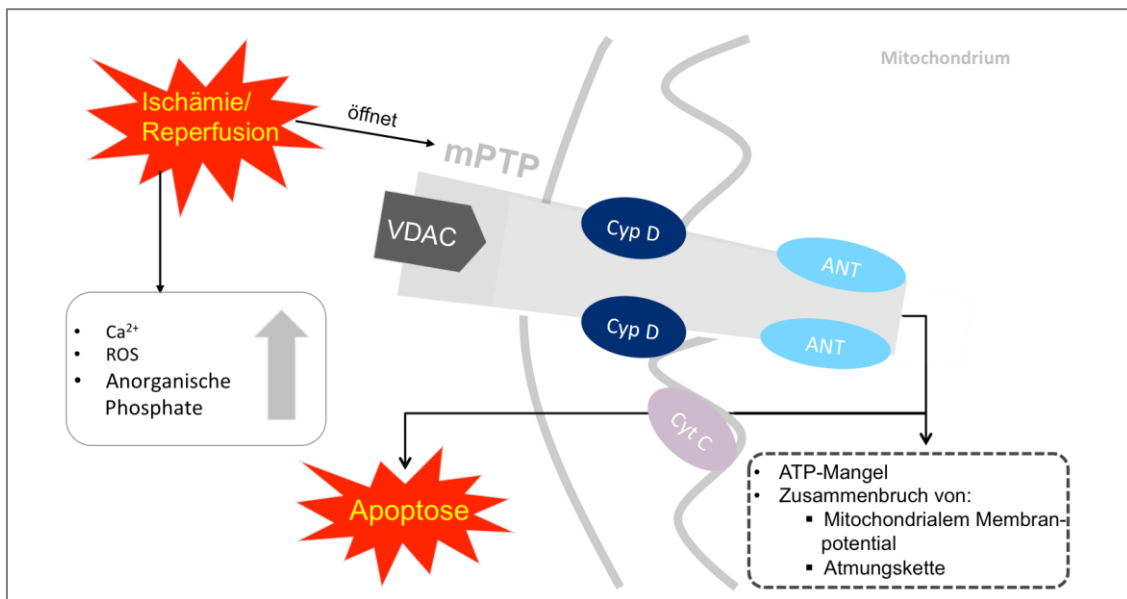 Mitochondrium
Ischämie/
Reperfusion
öffnet
mPTP
VDAC
Cyp D
ANT
Cyp D
ANT
• Ca²⁺
• ROS
• Anorganische
Phosphate
Cyt C
Apoptose
• ATP-Mangel
• Zusammenbruch von:
▪ Mitochondrialem Membran-
potential
▪ Atmungskette